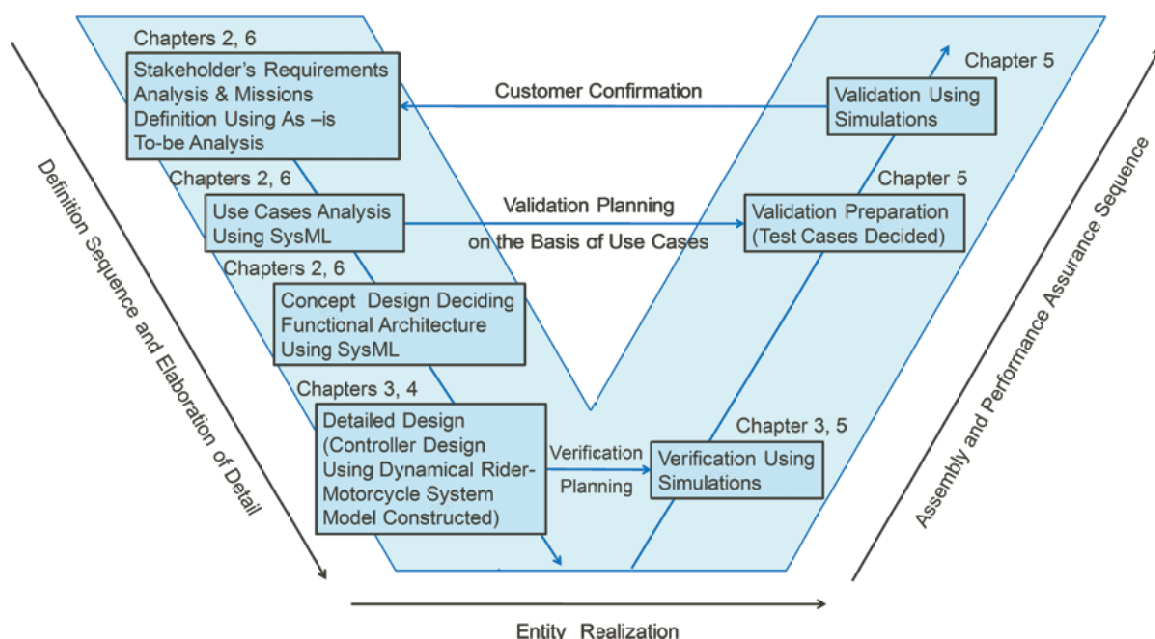 Chapters 2, 6
Stakeholder's Requirements
Analysis & Missions
Definition Using As –is
To-be Analysis
Customer Confirmation
Chapter 5
Validation Using
Simulations
Chapters 2, 6
Use Cases Analysis
Using SysML
Validation Planning
on the Basis of Use Cases
Chapter 5
Validation Preparation
(Test Cases Decided)
Chapters 2, 6
Concept Design Deciding
Functional Architecture
Using SysML
Chapters 3, 4
Detailed Design
(Controller Design
Using Dynamical Rider-
Motorcycle System
Model Constructed)
Verification
Planning
Chapter 3, 5
Verification Using
Simulations
Definition Sequence and Elaboration of Detail
Assembly and Performance Assurance Sequence
Entity Realization